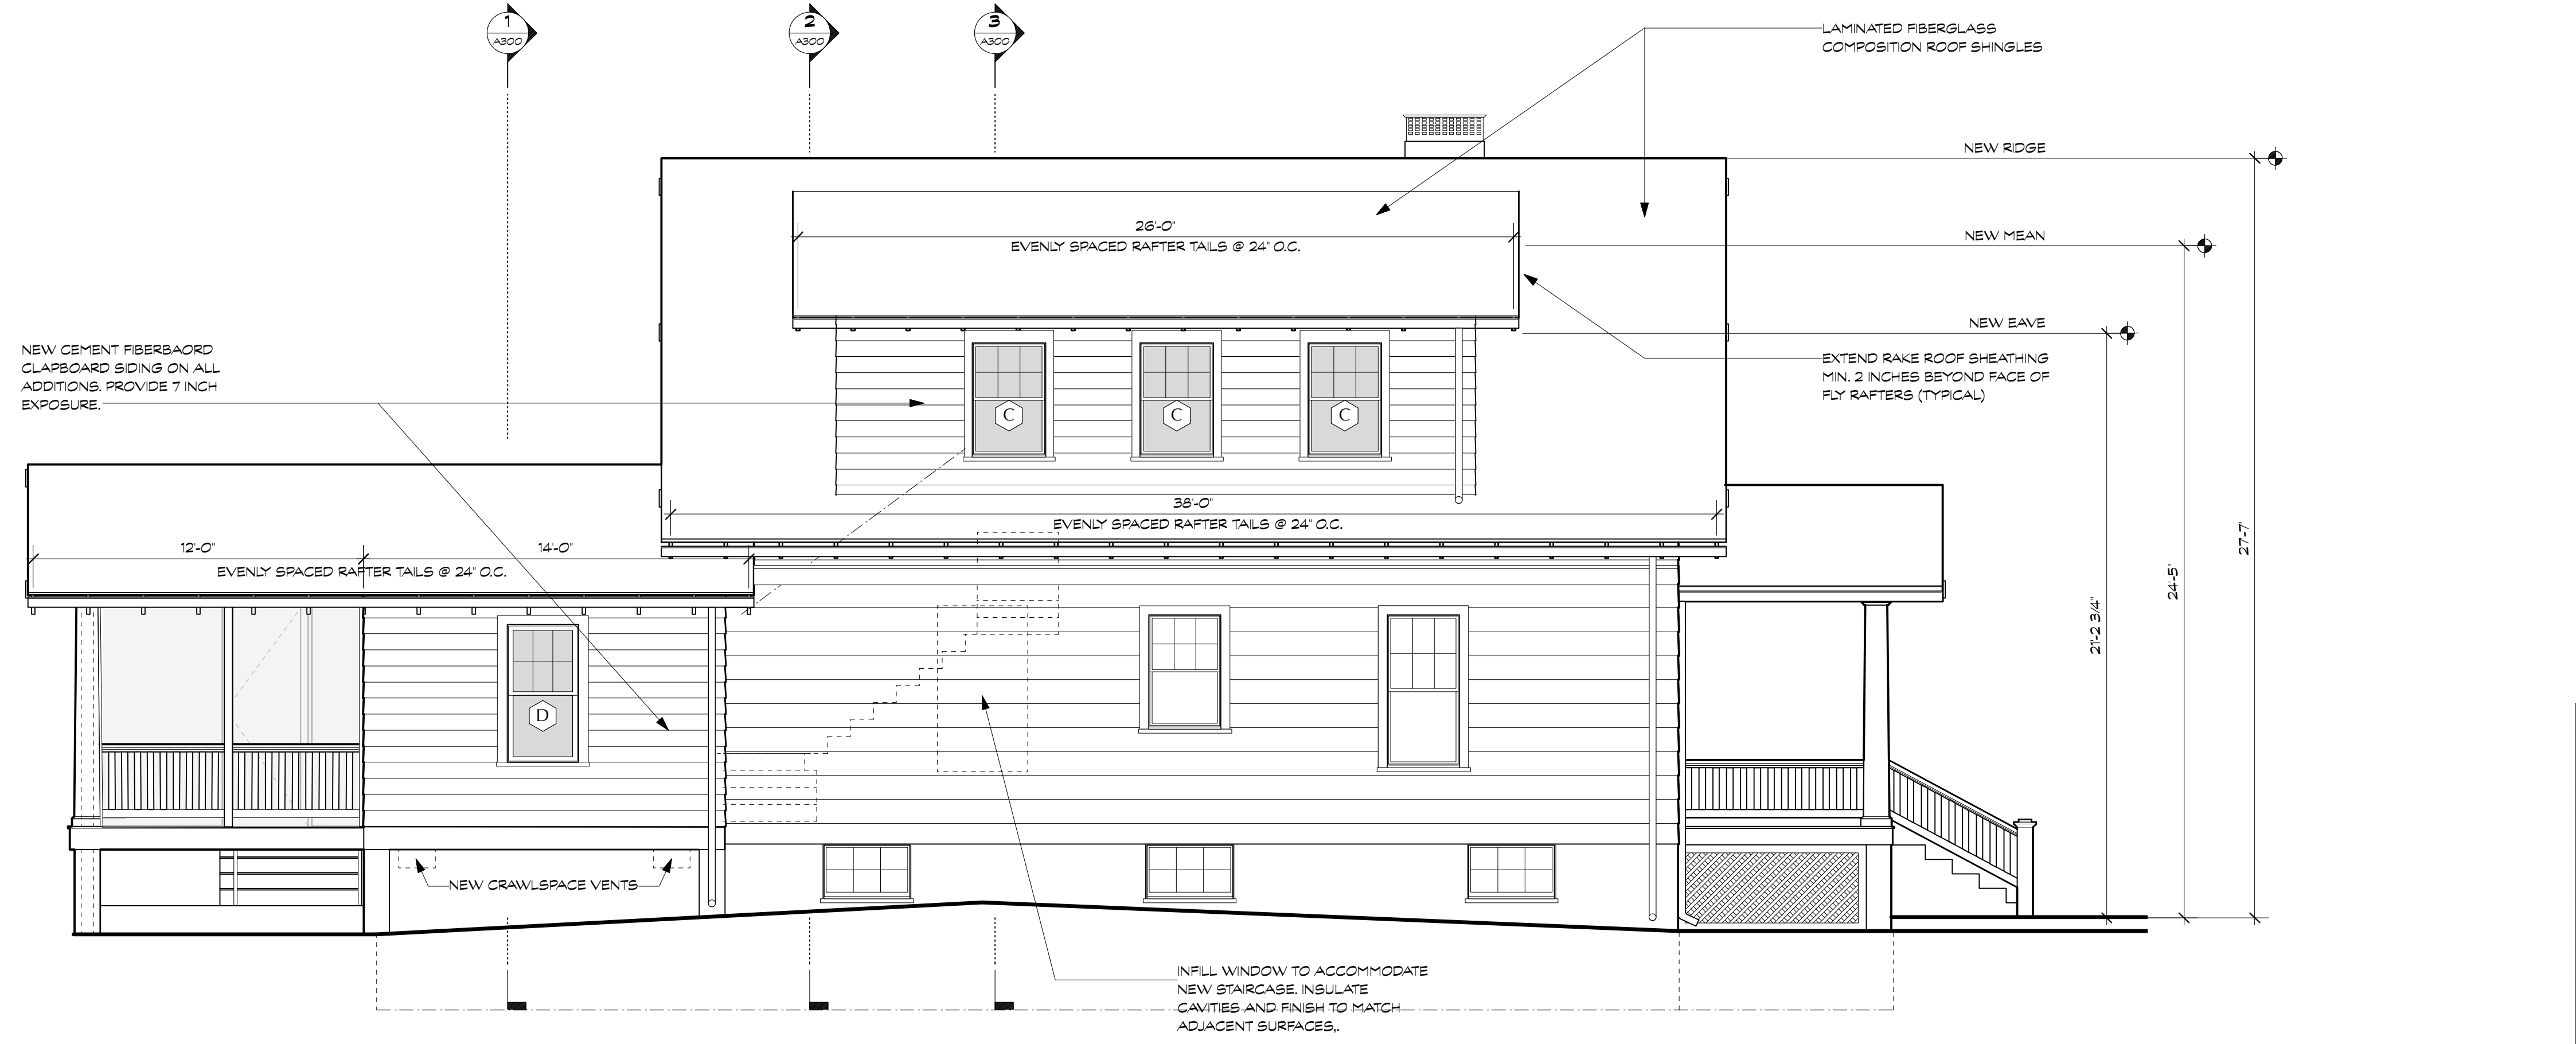 1
A300
2
A300
3
A300
LAMINATED FIBERGLASS
COMPOSITION ROOF SHINGLES
NEW RIDGE
26'-0"
EVENLY SPACED RAFTER TAILS @ 24" O.C.
NEW MEAN
NEW EAVE
NEW CEMENT FIBERBAORD
CLAPBOARD SIDING ON ALL
ADDITIONS. PROVIDE 7 INCH
EXPOSURE.
EXTEND RAKE ROOF SHEATHING
MIN. 2 INCHES BEYOND FACE OF
FLY RAFTERS (TYPICAL)
C
C
C
38'-0"
EVENLY SPACED RAFTER TAILS @ 24" O.C.
12'-0"
14'-0"
EVENLY SPACED RAFTER TAILS @ 24" O.C.
27'-7"
24'-5"
21'-2 3/4"
D
NEW CRAWLSPACE VENTS
INFILL WINDOW TO ACCOMMODATE
NEW STAIRCASE. INSULATE
CAVITIES AND FINISH TO MATCH
ADJACENT SURFACES,.